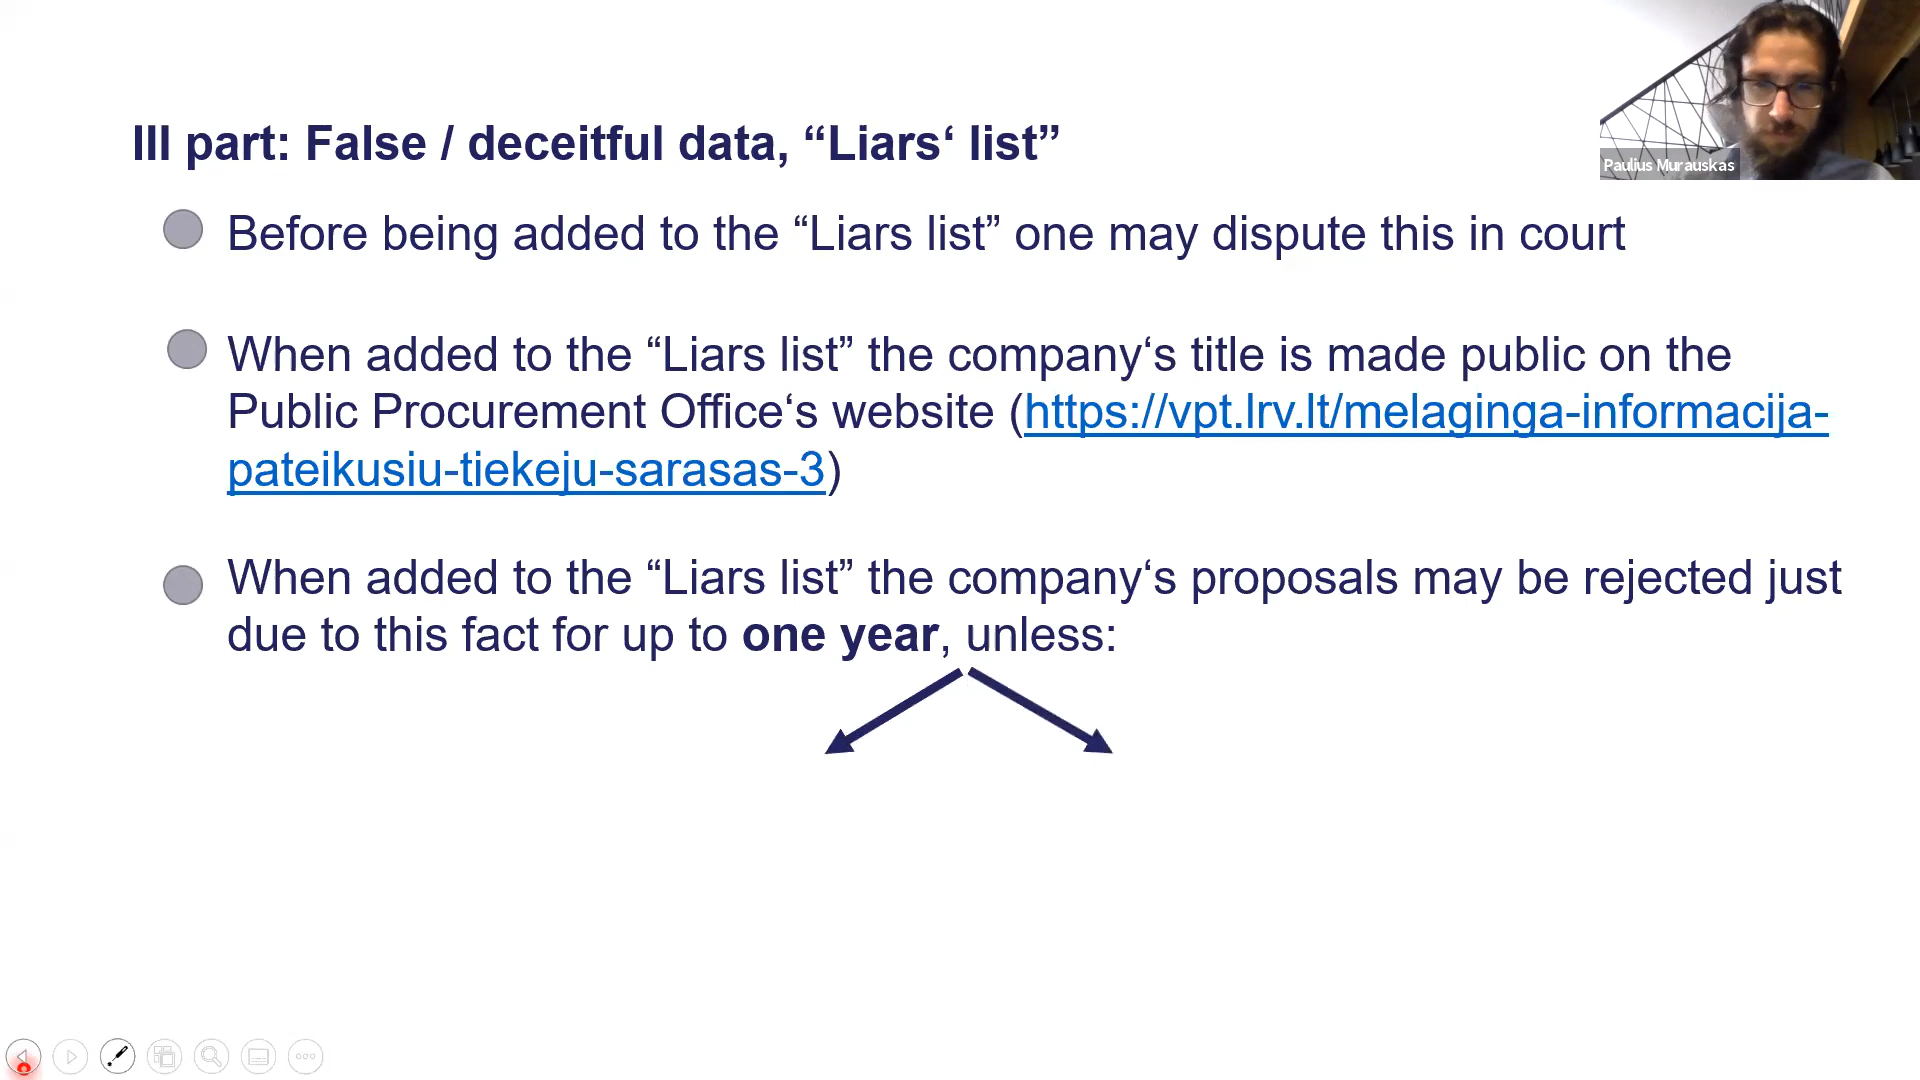 III part: False / deceitful data, “Liars‘ list”
Paulius Murauskas
Before being added to the “Liars list” one may dispute this in court
When added to the “Liars list” the company‘s title is made public on the
Public Procurement Office‘s website (https://vpt.lrv.lt/melaginga-informacija-
pateikusiu-tiekeju-sarasas-3)
When added to the “Liars list” the company‘s proposals may be rejected just
due to this fact for up to one year, unless: